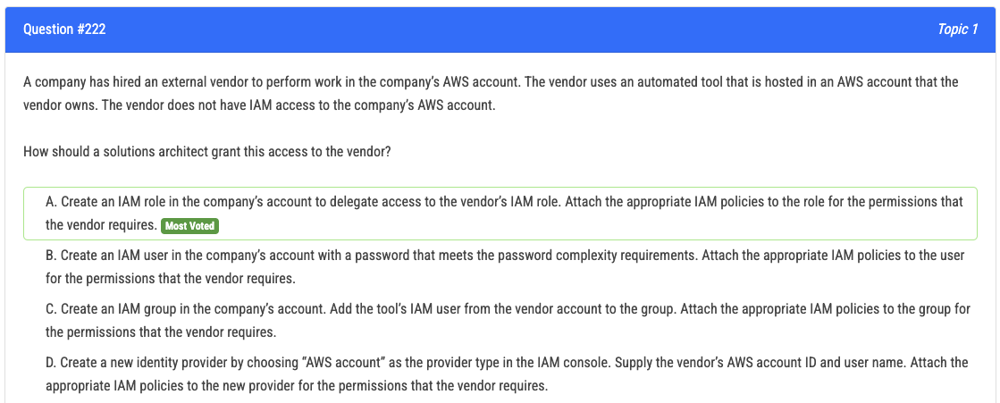 Question #222 Topic 1
A company has hired an external vendor to perform work in the company's AWS account. The vendor uses an automated tool that is hosted in an AWS account that the
vendor owns. The vendor does not have IAM access to the company's AWS account.
How should a solutions architect grant this access to the vendor?
A. Create an IAM role in the company's account to delegate access to the vendor's IAM role. Attach the appropriate IAM policies to the role for the permissions that
the vendor requires. Most Voted
B. Create an IAM user in the company's account with a password that meets the password complexity requirements. Attach the appropriate IAM policies to the user
for the permissions that the vendor requires.
C. Create an IAM group in the company's account. Add the tool's IAM user from the vendor account to the group. Attach the appropriate IAM policies to the group for
the permissions that the vendor requires.
D. Create a new identity provider by choosing “AWS account” as the provider type in the IAM console. Supply the vendor's AWS account ID and user name. Attach the
appropriate IAM policies to the new provider for the permissions that the vendor requires.